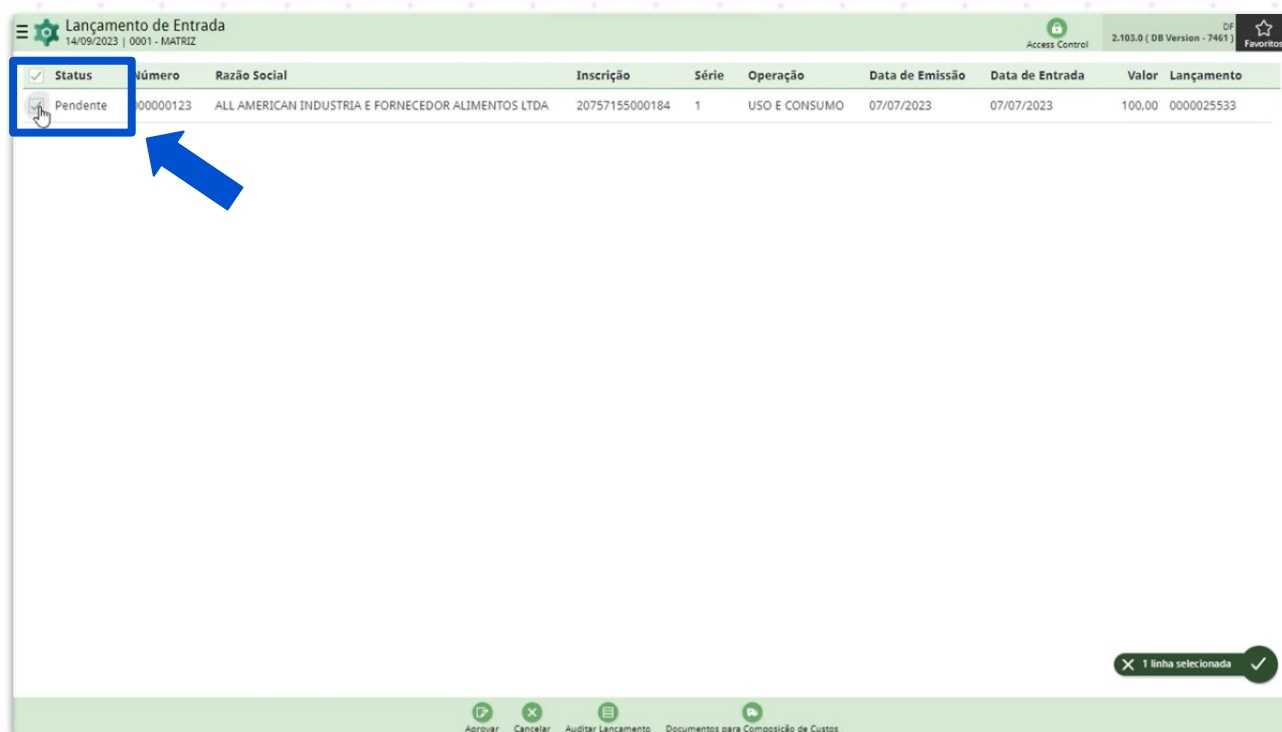 Lançamento de Entrada
14/09/2023 | 0001 - MATRIZ
Access Control
DF
2.103.0 ( DB Version - 7461 )
Favoritos
Status Número Razão Social Inscrição Série Operação Data de Emissão Data de Entrada Valor Lançamento
Pendente 000000123 ALL AMERICAN INDUSTRIA E FORNECEDOR ALIMENTOS LTDA 20757155000184 1 USO E CONSUMO 07/07/2023 07/07/2023 100,00 0000025533
1 linha selecionada
Aprovar Cancelar Auditar Lançamento Documentos para Composição de Custos